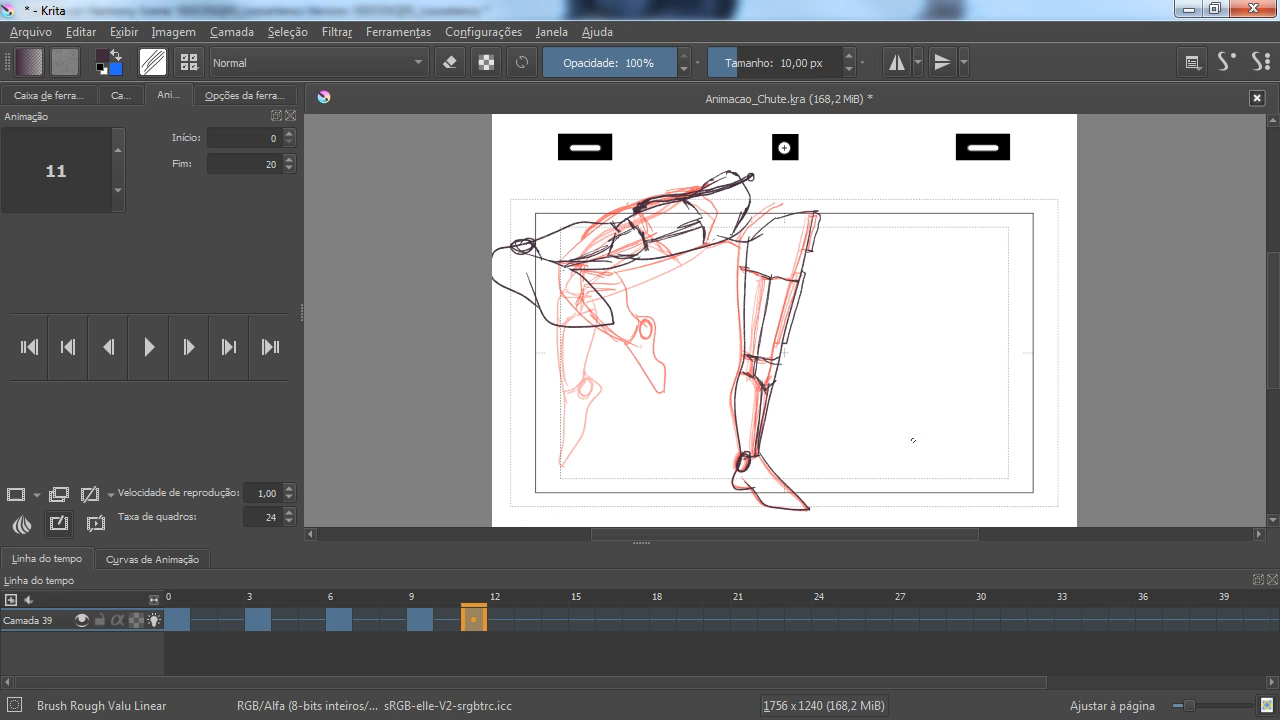 * - Krita
Arquivo Editar Exibir Imagem Camada Seleção Filtrar Ferramentas Configurações Janela Ajuda
Normal Opacidade: 100% Tamanho: 10,00 px
Caixa de ferra... Ca... Ani... Opções da ferra...
Animacao_Chute.kra (168,2 MiB) *
Animação
Início: 0
11
Fim: 20
Velocidade de reprodução: 1,00
Taxa de quadros: 24
Linha do tempo Curvas de Animação
Linha do tempo
0 3 6 9 12 15 18 21 24 27 30 33 36 39
Camada 39
Brush Rough Valu Linear RGB/Alfa (8-bits inteiros/... sRGB-elle-V2-srgbtrc.icc 1756 x 1240 (168,2 MiB) Ajustar à página